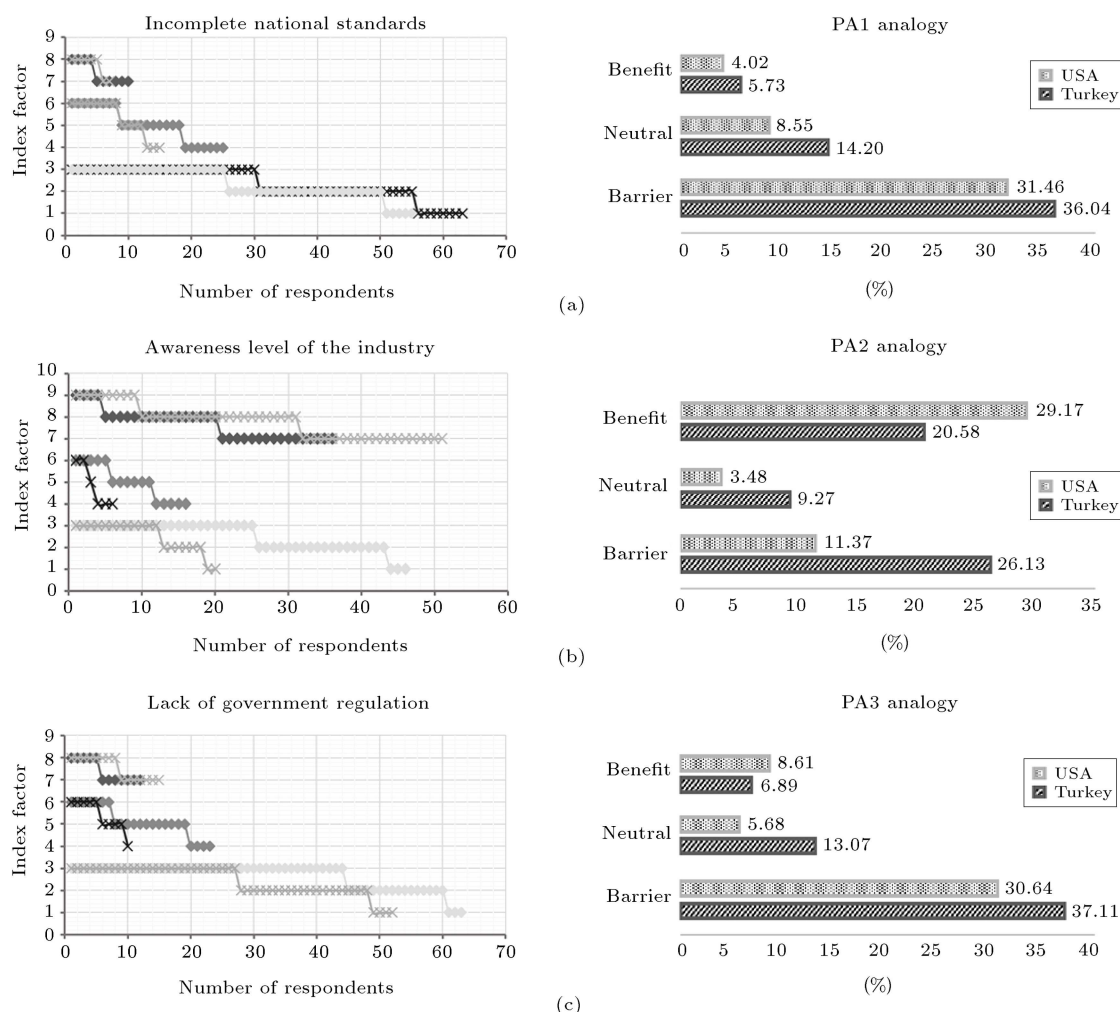 Incomplete national standards
Index factor
9
8
7
6
5
4
3
2
1
0
0 10 20 30 40 50 60 70
Number of respondents
PA1 analogy
Benefit 4.02
5.73
Neutral 8.55
14.20
Barrier 31.46
36.04
USA
Turkey
0 5 10 15 20 25 30 40
(%)
(a)
Awareness level of the industry
Index factor
10
9
8
7
6
5
4
3
2
1
0
0 10 20 30 40 50 60
Number of respondents
PA2 analogy
Benefit 29.17
20.58
Neutral 3.48
9.27
Barrier 11.37
26.13
USA
Turkey
0 5 10 15 20 25 35
(%)
(b)
Lack of government regulation
Index factor
9
8
7
6
5
4
3
2
1
0
0 10 20 30 40 50 60 70
Number of respondents
PA3 analogy
Benefit 8.61
6.89
Neutral 5.68
13.07
Barrier 30.64
37.11
USA
Turkey
0 5 10 15 20 25 30 40
(%)
(c)